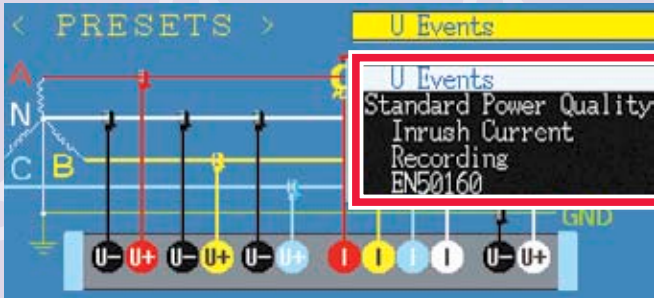 < PRESETS >
U Events
U Events
Standard Power Quality
Inrush Current
Recording
EN50160
A
N
C B
GND
U- U+ U- U+ U- U+ I I I I U- U+